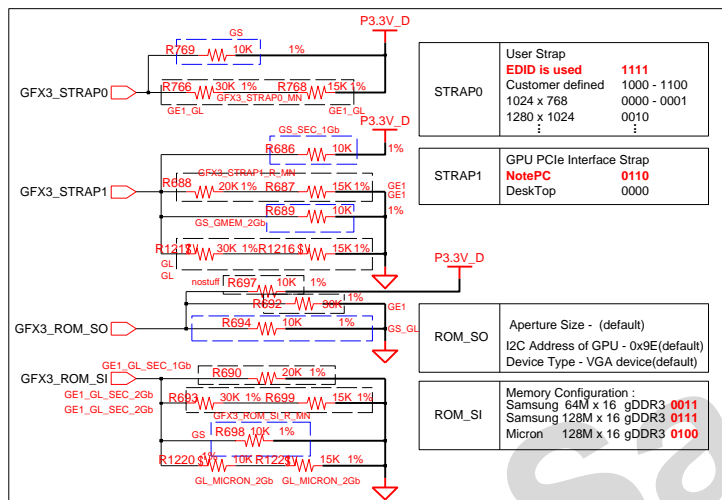 GS
P3.3V_D
R769 10K 1%
GFX3_STRAP0
R766 30K 1% R768 15K 1%
GFX3_STRAP0_MN
GE1_GL GE1_GL
P3.3V_D
GS_SEC_1Gb
R686 10K 1%
GFX3_STRAP1_R_MN
GFX3_STRAP1
R688 20K 1% R687 15K 1% GE1
GE1
R689 10K 1%
GS_GMEM_2Gb
30K 1% R1216 15K 1%
GL
GL
P3.3V_D
nostuff R697 10K 1%
R692 30K 1% GE1
GFX3_ROM_SO
R694 10K 1% GS_GL
GFX3_ROM_SI
GE1_GL_SEC_1Gb R690 20K 1%
GE1_GL_SEC_2Gb
GE1_GL_SEC_2Gb
R693 30K 1% R699 15K 1%
GFX3_ROM_SI_R_MN
GS R698 10K 1%
R1220 1% 10K 15K 1%
GL_MICRON_2Gb GL_MICRON_2Gb
STRAP0
User Strap
EDID is used 1111
Customer defined 1000 - 1100
1024 x 768 0000 - 0001
1280 x 1024 0010
STRAP1
GPU PCIe Interface Strap
NotePC 0110
DeskTop 0000
ROM_SO
Aperture Size - (default)
I2C Address of GPU - 0x9E(default)
Device Type - VGA device(default)
ROM_SI
Memory Configuration :
Samsung 64M x 16 gDDR3 0011
Samsung 128M x 16 gDDR3 0111
Micron 128M x 16 gDDR3 0100
Sa